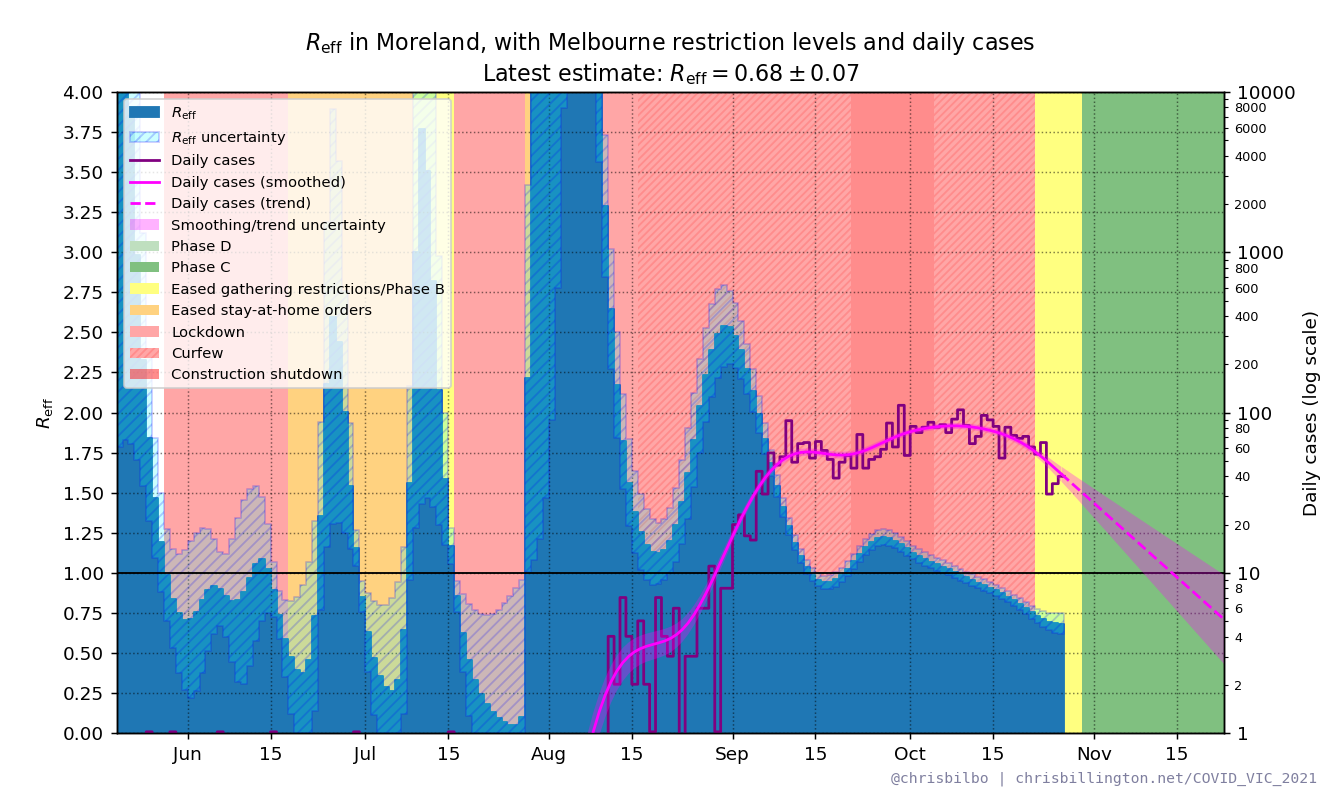 R_eff in Moreland, with Melbourne restriction levels and daily cases
Latest estimate: R_eff = 0.68 ± 0.07
4.00
3.75
3.50
3.25
3.00
2.75
2.50
2.25
2.00
1.75
1.50
1.25
1.00
0.75
0.50
0.25
0.00
R_eff
R_eff
R_eff uncertainty
Daily cases
Daily cases (smoothed)
Daily cases (trend)
Smoothing/trend uncertainty
Phase D
Phase C
Eased gathering restrictions/Phase B
Eased stay-at-home orders
Lockdown
Curfew
Construction shutdown
10000
8000
6000
4000
2000
1000
800
600
400
200
100
80
60
40
20
10
8
6
4
2
1
Daily cases (log scale)
Jun 15 Jul 15 Aug 15 Sep 15 Oct 15 Nov 15
@chrisbilbo | chrisbillington.net/COVID_VIC_2021